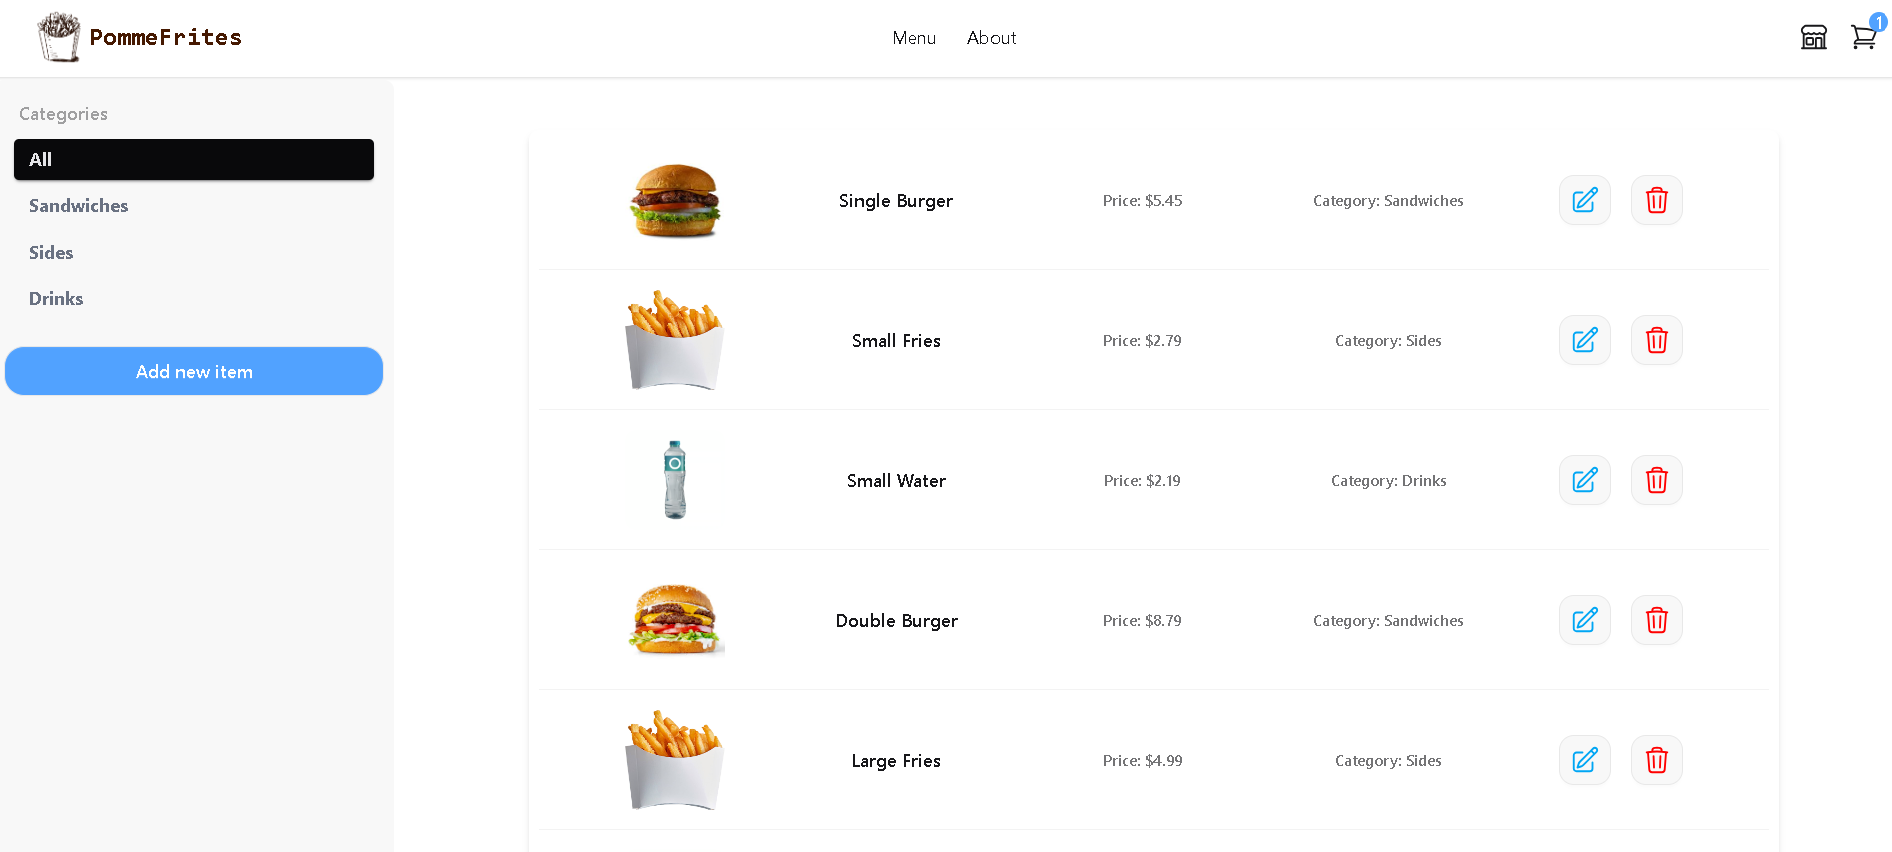 PommeFrites
Menu About
1
Categories
All
Sandwiches
Sides
Drinks
Add new item
Single Burger Price: $5.45 Category: Sandwiches
Small Fries Price: $2.79 Category: Sides
Small Water Price: $2.19 Category: Drinks
Double Burger Price: $8.79 Category: Sandwiches
Large Fries Price: $4.99 Category: Sides